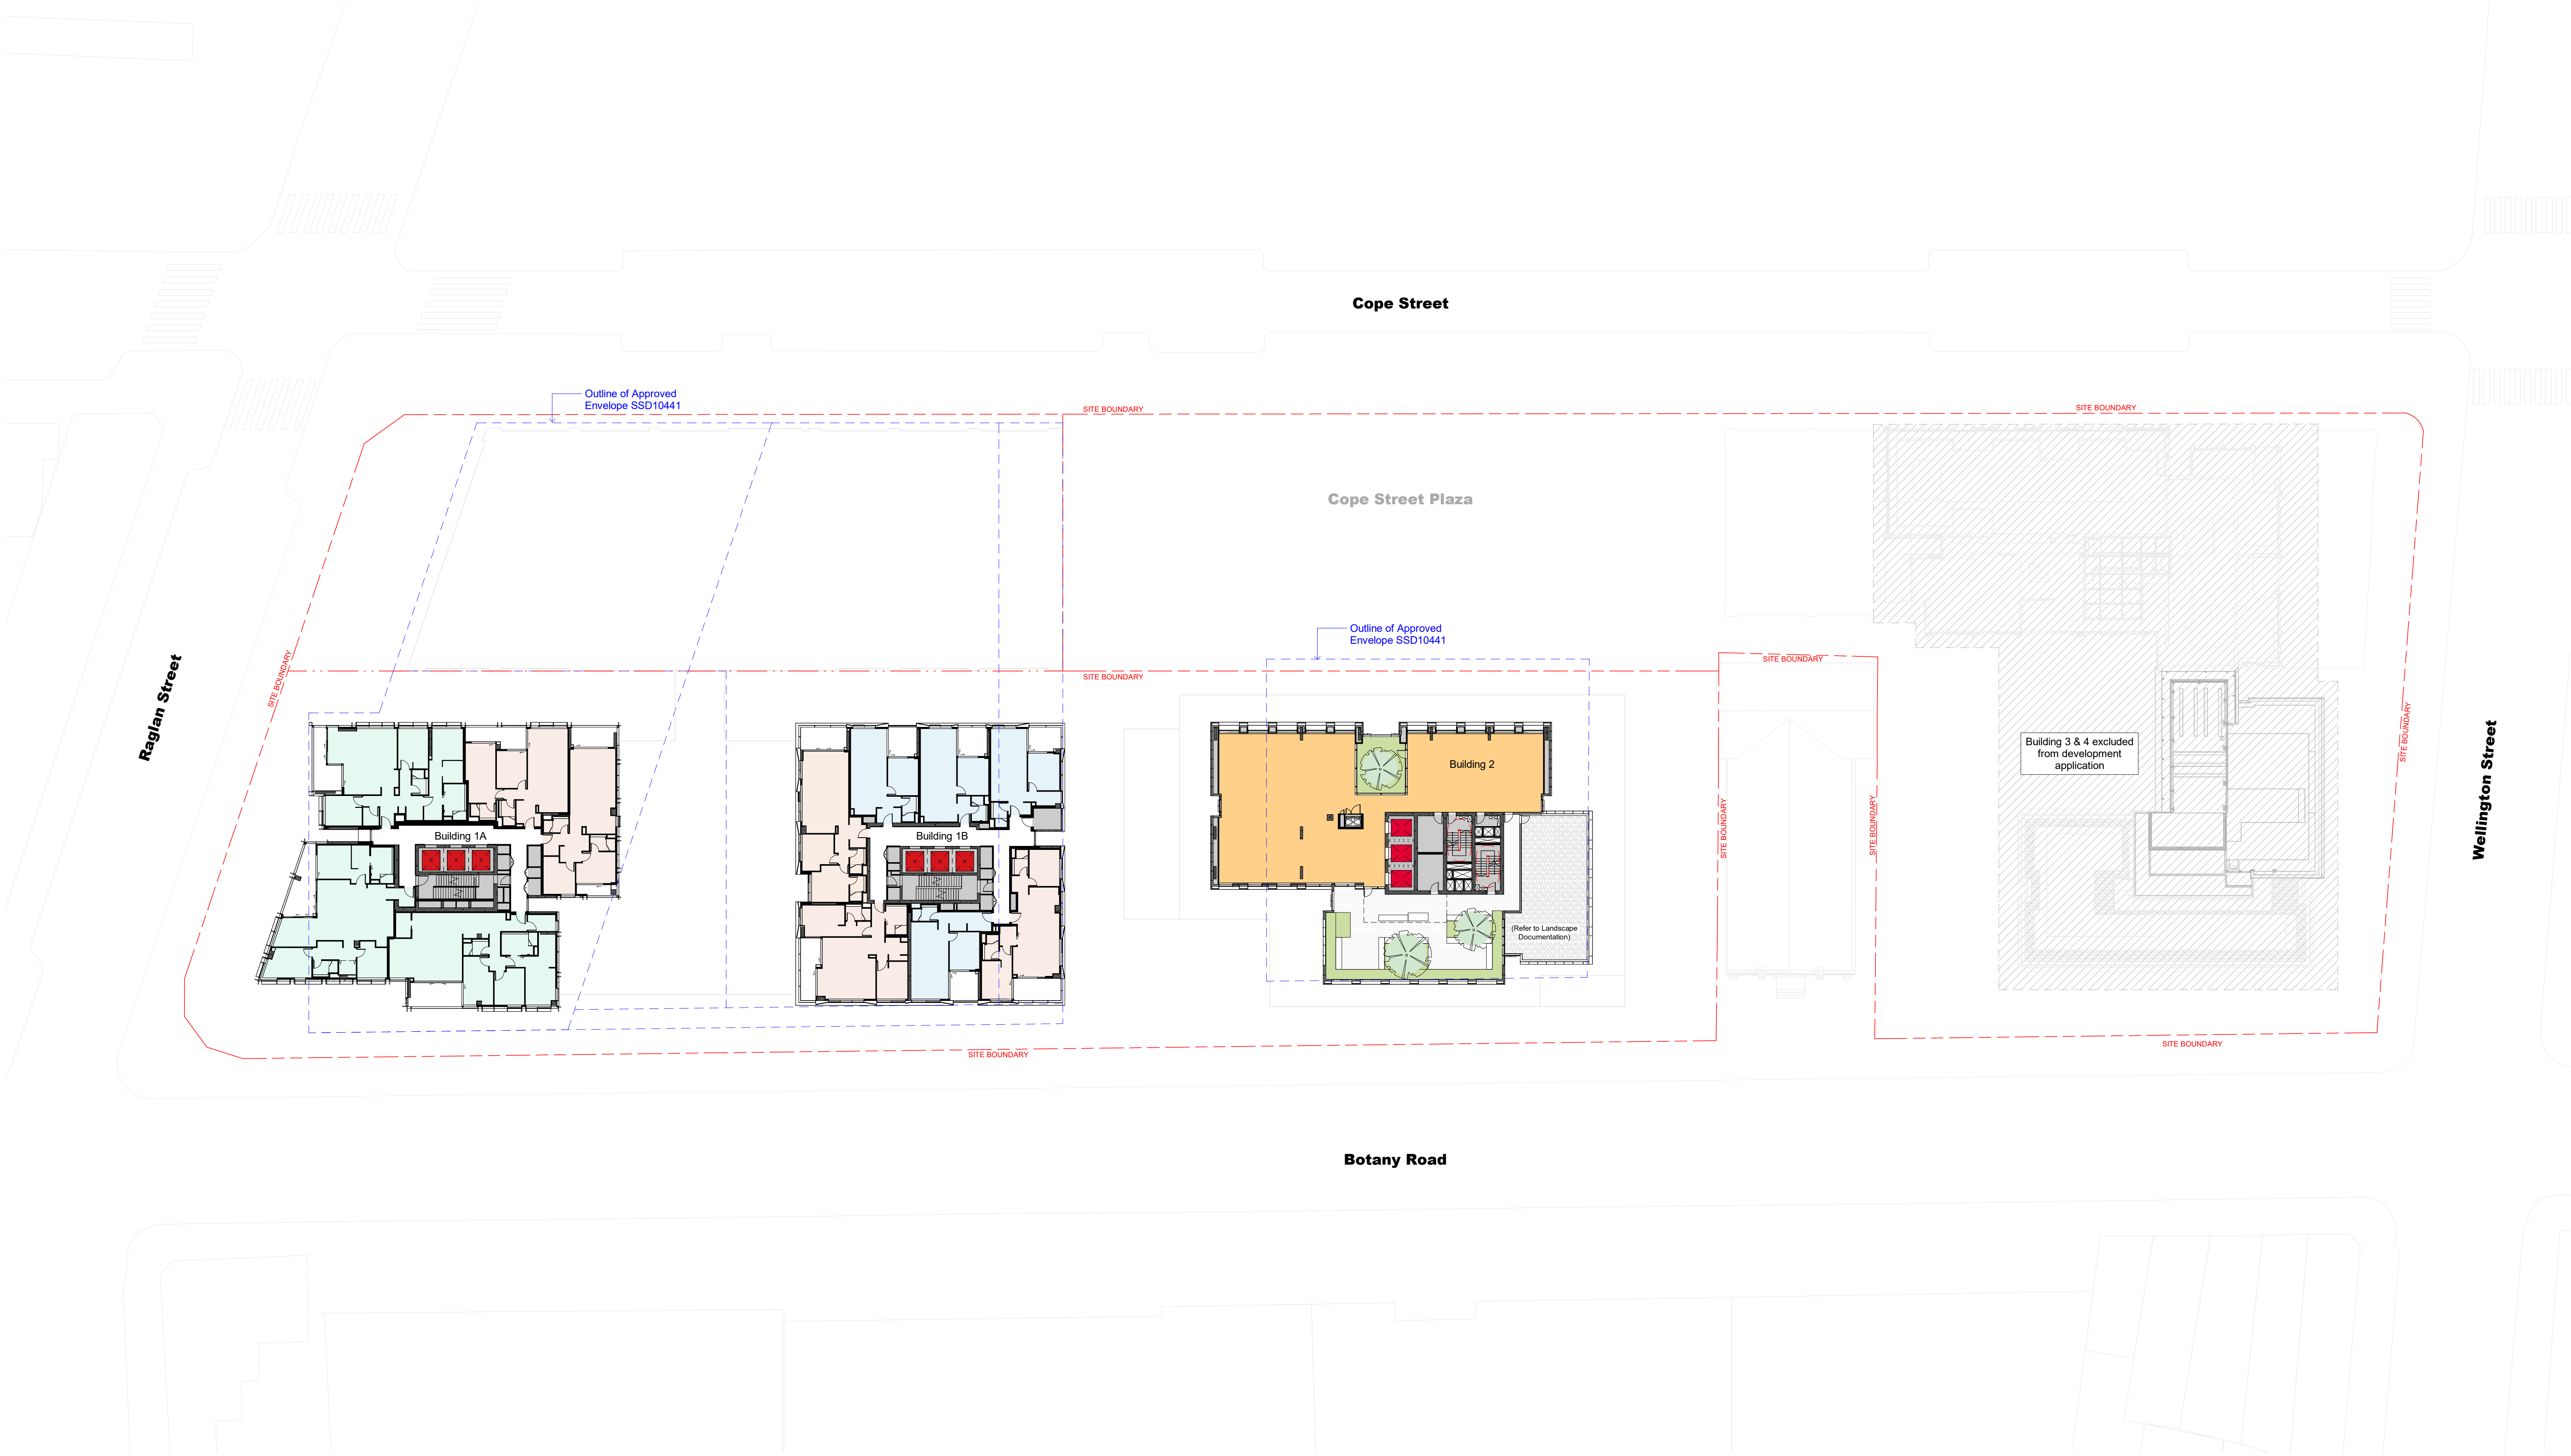 Cope Street
Outline of Approved
Envelope SSD10441
SITE BOUNDARY
SITE BOUNDARY
Cope Street Plaza
Outline of Approved
Envelope SSD10441
Raglan Street
SITE BOUNDARY
SITE BOUNDARY
SITE BOUNDARY
Building 1A
Building 1B
Building 2
(Refer to Landscape
Documentation)
SITE BOUNDARY
SITE BOUNDARY
Building 3 & 4 excluded
from development
application
SITE BOUNDARY
Wellington Street
SITE BOUNDARY
SITE BOUNDARY
Botany Road